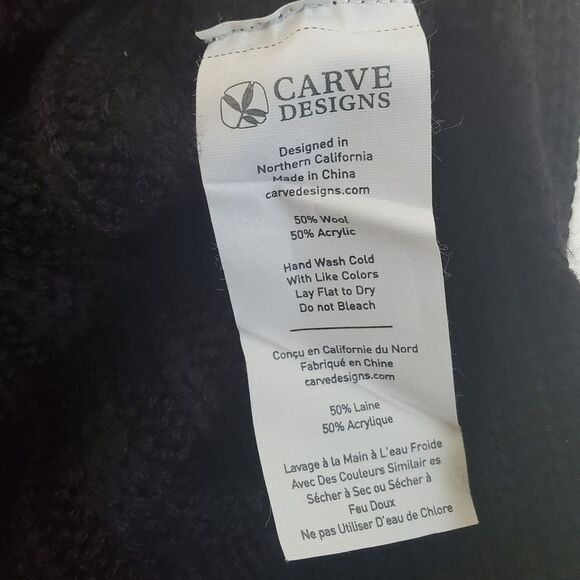 CARVE
DESIGNS
Designed in
Northern California
Made in China
carvedesigns.com
50% Wool
50% Acrylic
Hand Wash Cold
With Like Colors
Lay Flat to Dry
Do not Bleach
Conçu en Californie du Nord
Fabriqué en Chine
carvedesigns.com
50% Laine
50% Acrylique
Lavage à la Main à L'eau Froide
Avec Des Couleurs Similair es
Sécher à Sec ou Sécher à
Feu Doux
Ne pas Utiliser D'eau de Chlore